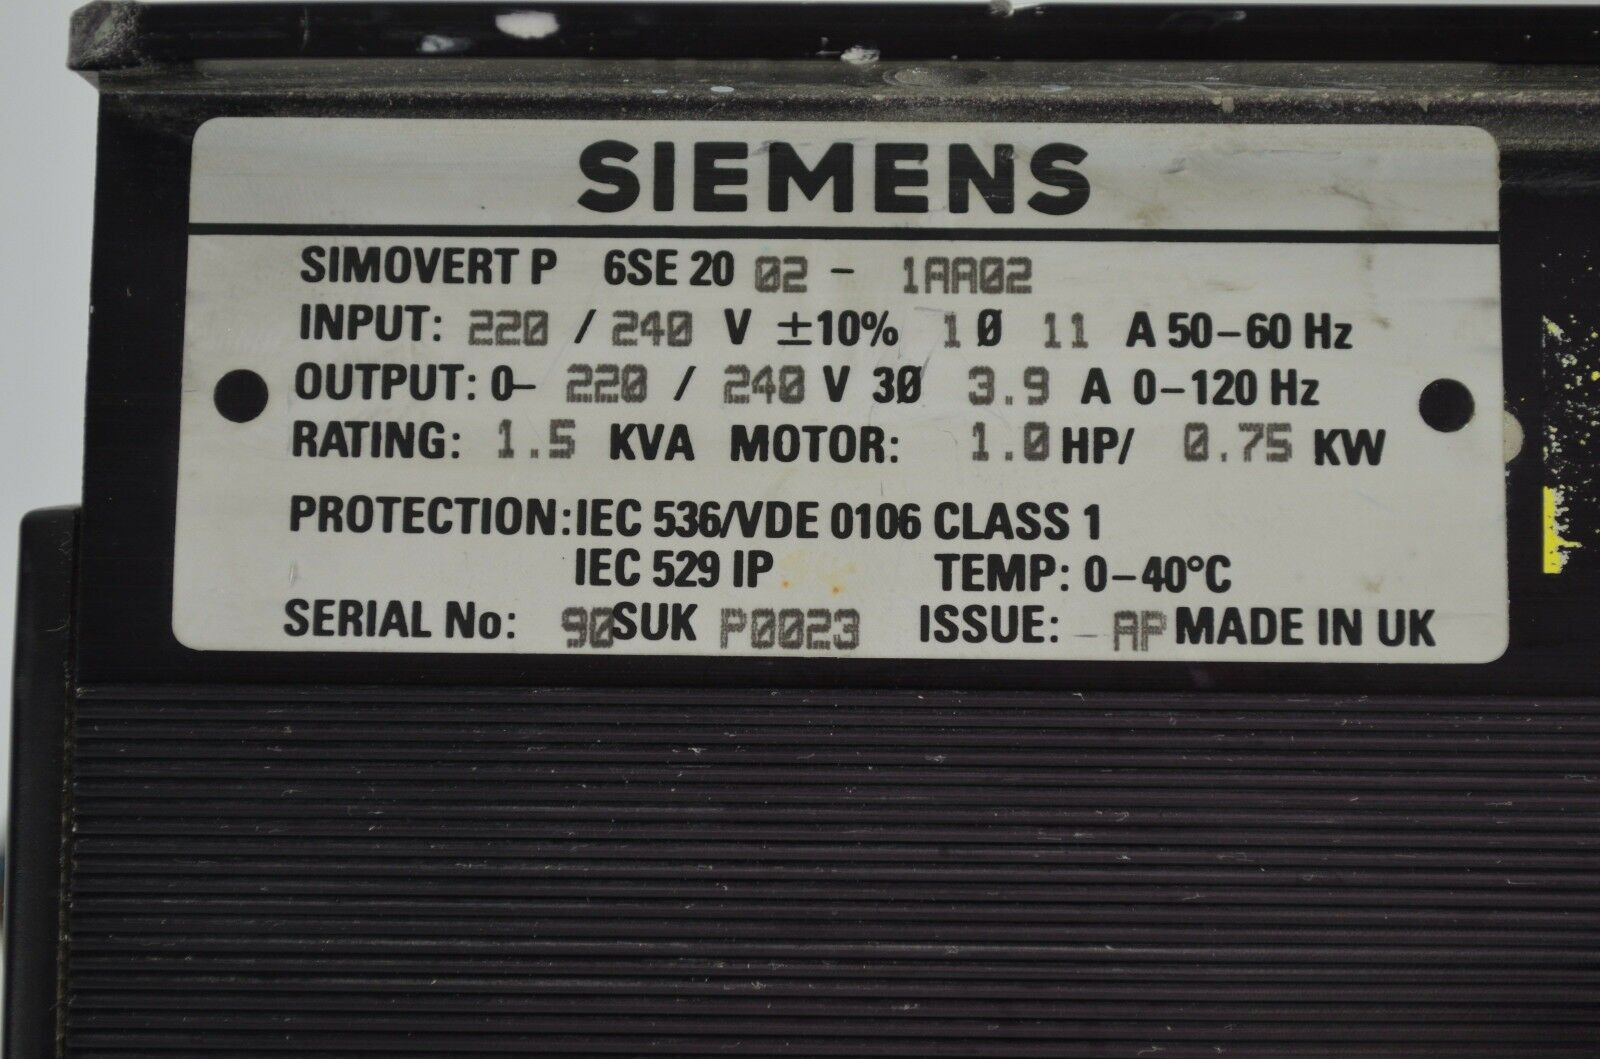 SIEMENS
SIMOVERT P 6SE 20 02 - 1AA02
INPUT: 220 / 240 V ±10% 1Ø 11 A 50-60 Hz
OUTPUT: 0- 220 / 240 V 3Ø 3.9 A 0-120 Hz
RATING: 1.5 KVA MOTOR: 1.0 HP/ 0.75 KW
PROTECTION: IEC 536/VDE 0106 CLASS 1
IEC 529 IP TEMP: 0-40°C
SERIAL No: 90SUK P0023 ISSUE: AP MADE IN UK